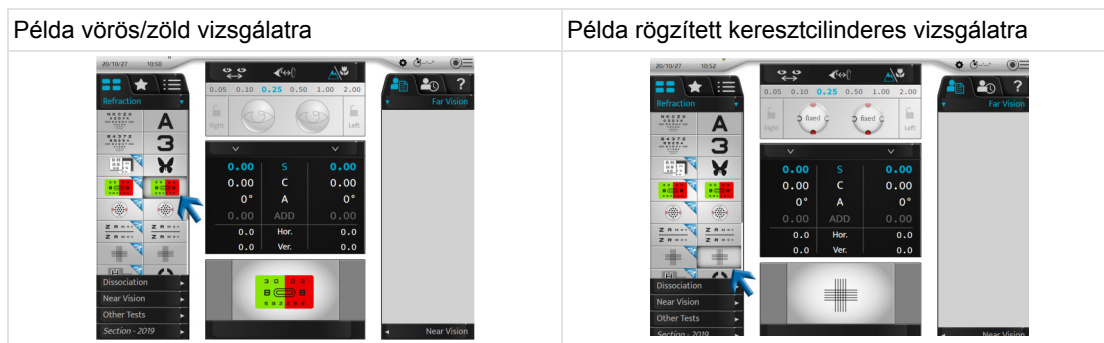 Példa vörös/zöld vizsgálatra
20/10/27 10:50
0.05 0.10 0.25 0.50 1.00 2.00
Refraction
Far Vision
Right
Left
N H C Z O
A
3
0.00 S 0.00
0.00 C 0.00
0° A 0°
0.00 ADD 0.00
0.0 Hor. 0.0
0.0 Ver. 0.0
Dissociation
Near Vision
Other Tests
Section - 2019
Near Vision
Példa rögzített keresztcilinderes vizsgálatra
20/10/27 10:52
0.05 0.10 0.25 0.50 1.00 2.00
Refraction
Far Vision
fixed
fixed
Right
Left
A
3
0.00 S 0.00
0.00 C 0.00
0° A 0°
0.00 ADD 0.00
0.0 Hor. 0.0
0.0 Ver. 0.0
Dissociation
Near Vision
Other Tests
Section - 2019
Near Vision